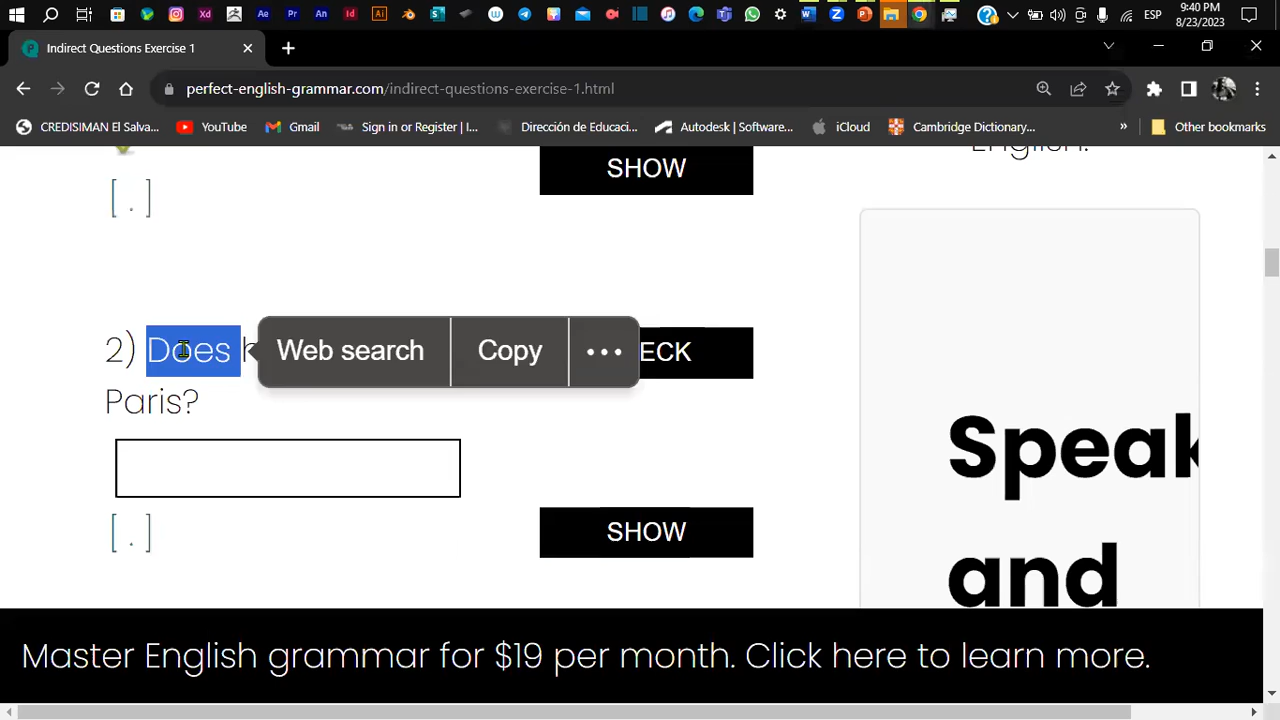 9:40 PM
ESP
8/23/2023
Indirect Questions Exercise 1
perfect-english-grammar.com/indirect-questions-exercise-1.html
CREDISIMAN El Salva...
YouTube
Gmail
Sign in or Register | I...
Dirección de Educaci...
Autodesk | Software...
iCloud
Cambridge Dictionary...
»
Other bookmarks
English!
SHOW
[ . ]
2) Does
Web search
Copy
...
ECK
Paris?
[ . ]
SHOW
Speak
and
Master English grammar for $19 per month. Click here to learn more.